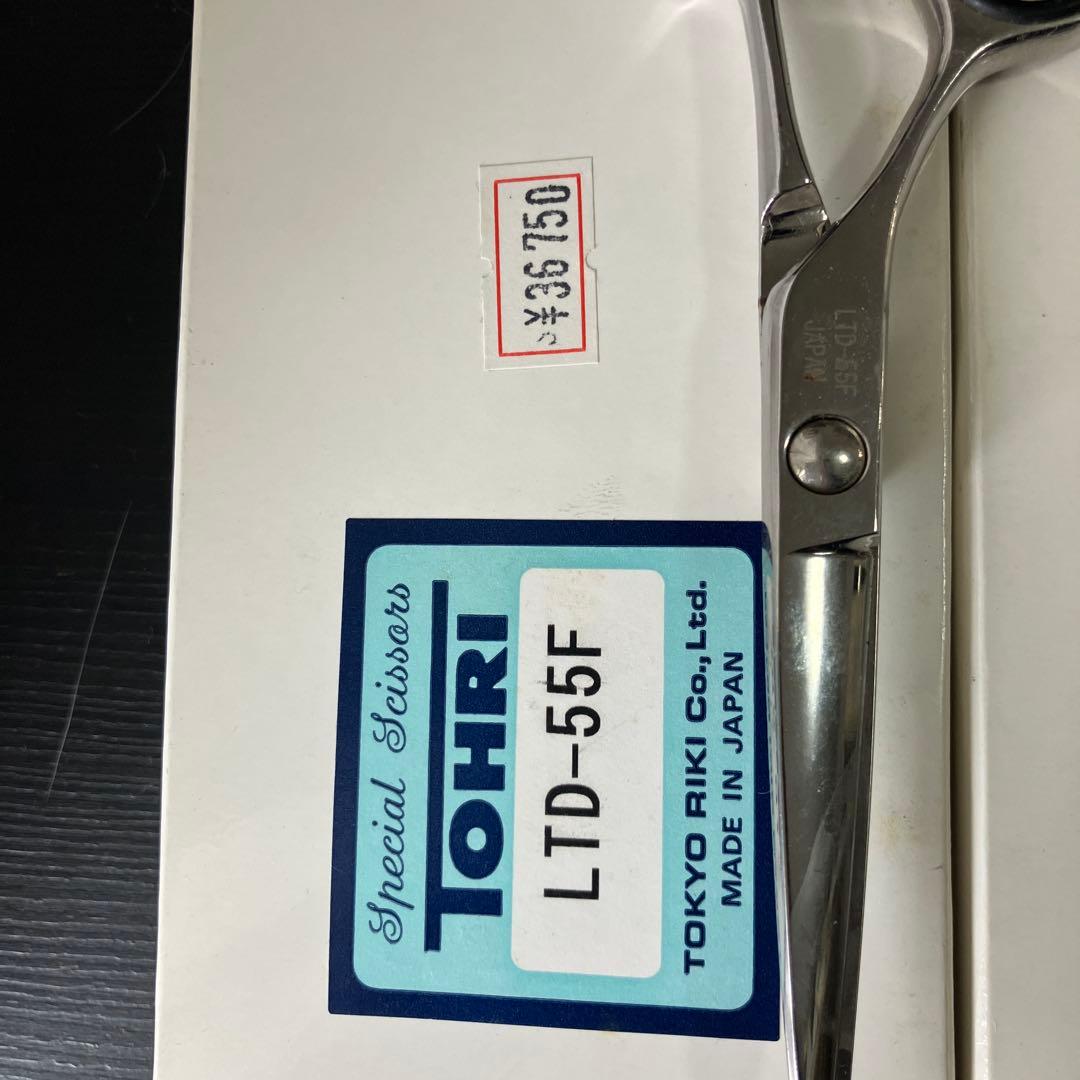 ¥36750
LTD-55F
JAPAN
Special Scissors
TOHRI
LTD-55F
TOKYO RIKI Co.,Ltd.
MADE IN JAPAN